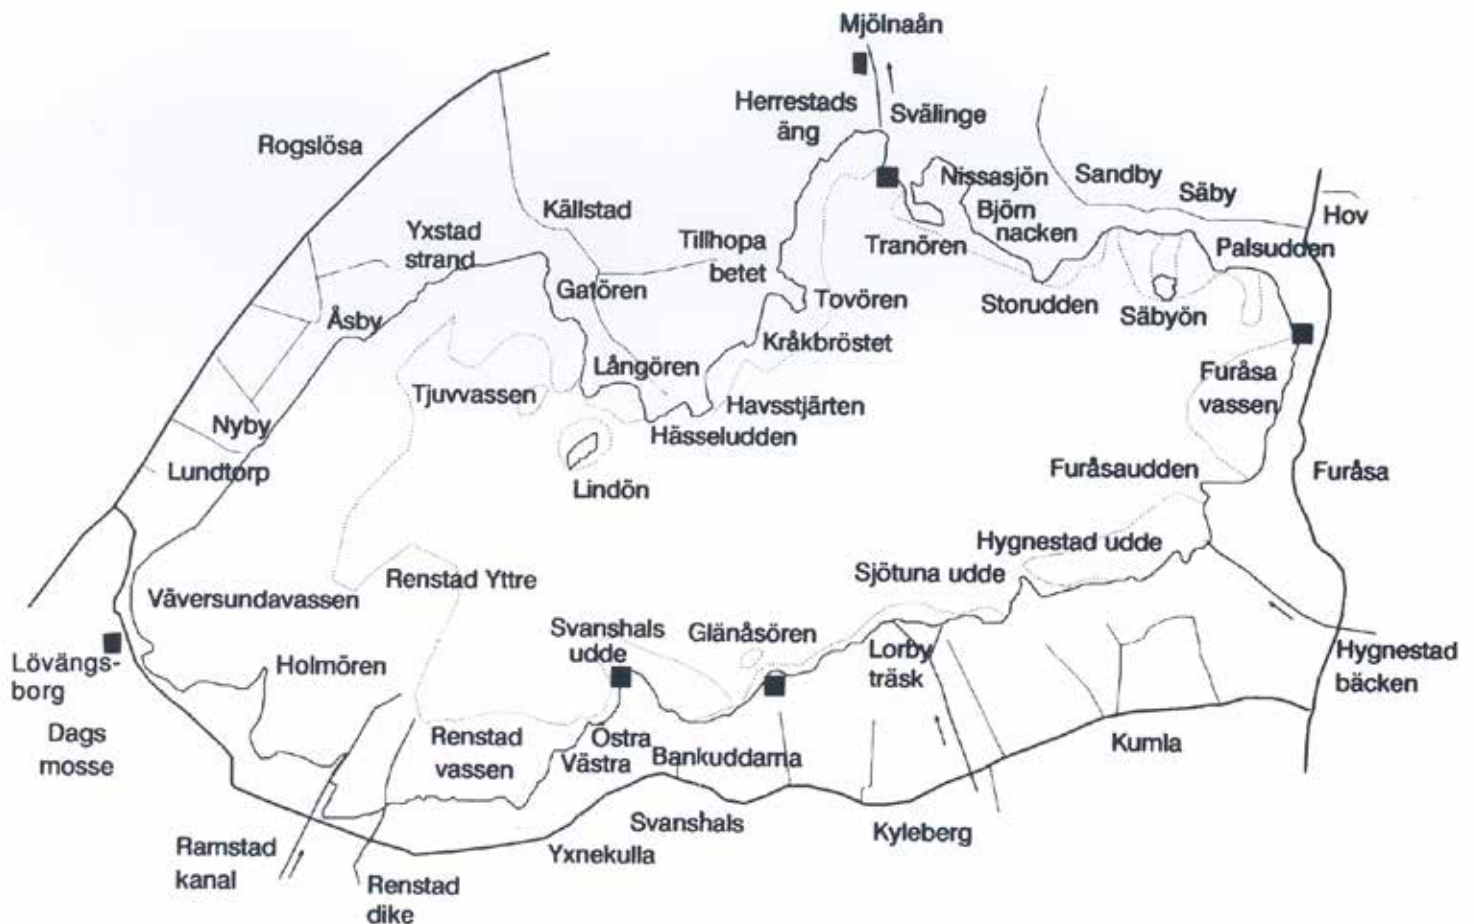 Mjölnaån
Herrestads
äng
Svälinge
Rogslösa
Nissasjön
Sandby
Säby
Hov
Källstad
Björn
nacken
Yxstad
strand
Tillhopa
betet
Tranören
Palsudden
Gatören
Tovören
Storudden
Säbyön
Åsby
Kråkbröstet
Långören
Furåsa
vassen
Tjuvvassen
Havsstjärten
Nyby
Hässeludden
Lundtorp
Furåsaudden
Furåsa
Lindön
Hygnestad udde
Renstad Yttre
Sjötuna udde
Väversundavassen
Svanshals
udde
Glänåsören
Lövängs-
borg
Holmören
Lorby
träsk
Hygnestad
bäcken
Dags
mosse
Renstad
vassen
Östra
Västra
Bankuddarna
Kumla
Svanshals
Kyleberg
Yxnekulla
Ramstad
kanal
Renstad
dike